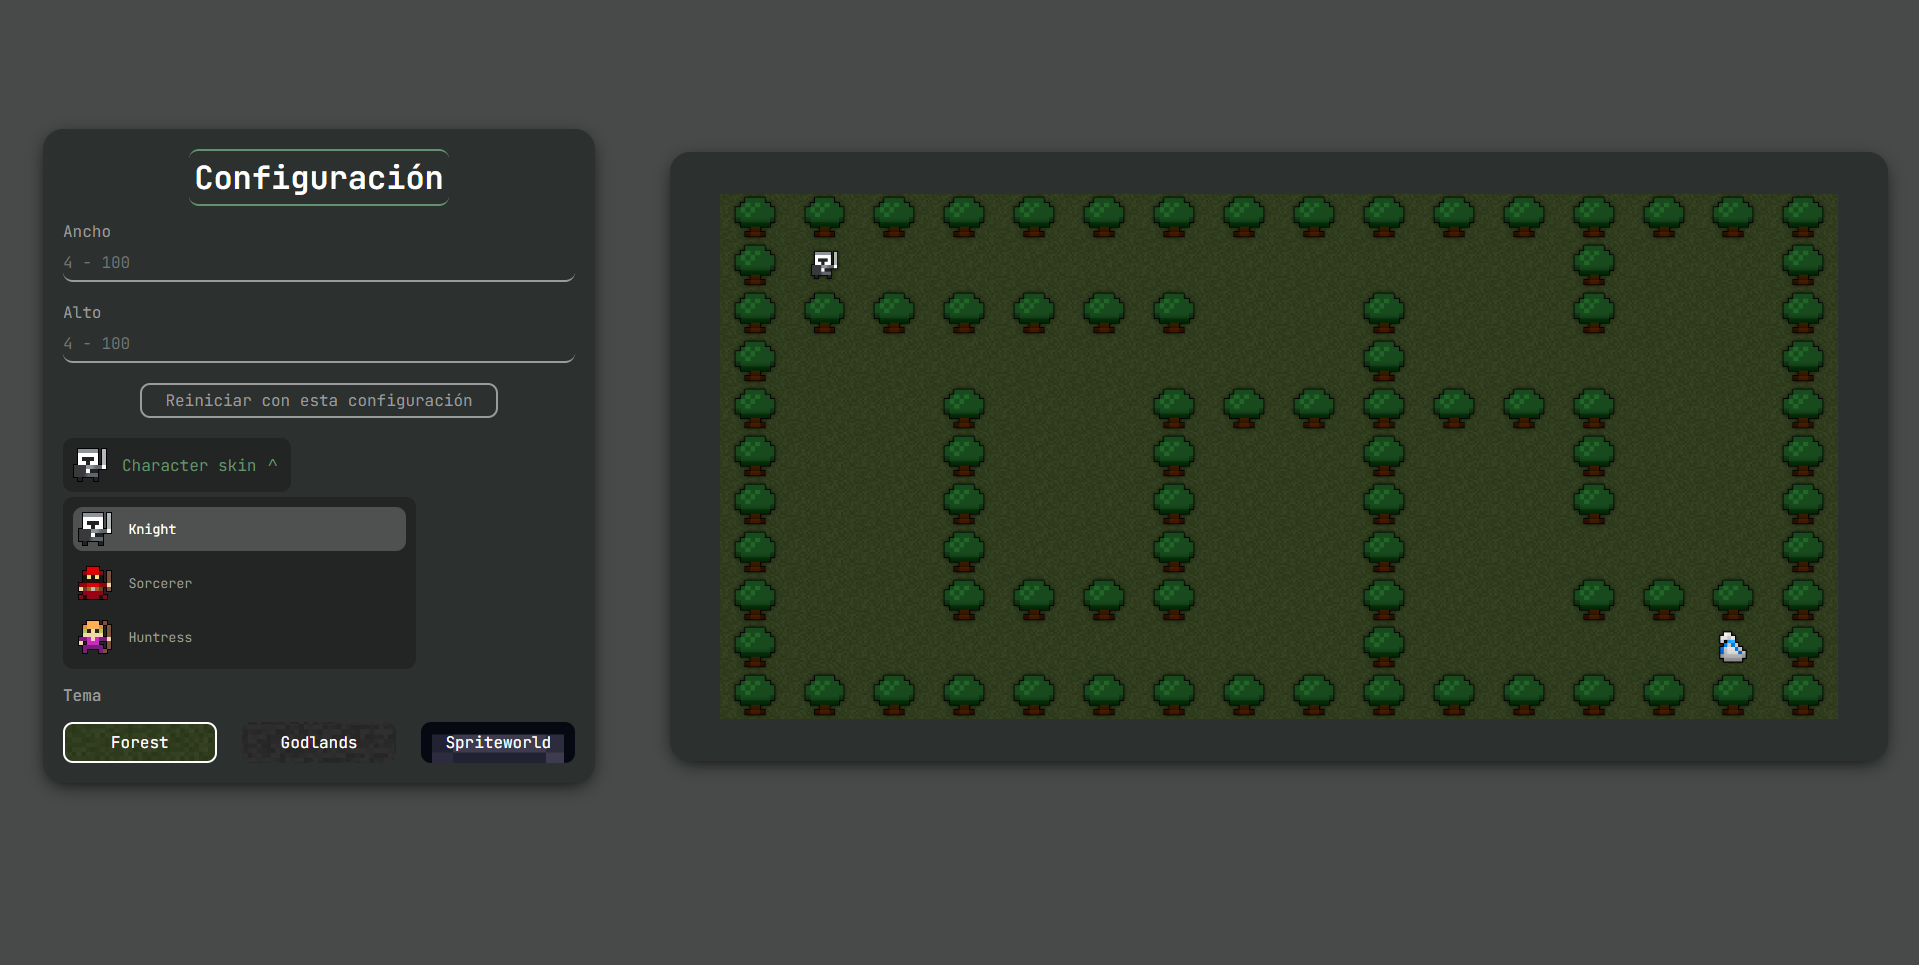 Configuración
Ancho
4 - 100
Alto
4 - 100
Reiniciar con esta configuración
Character skin ^
Knight
Sorcerer
Huntress
Tema
Forest
Godlands
Spriteworld